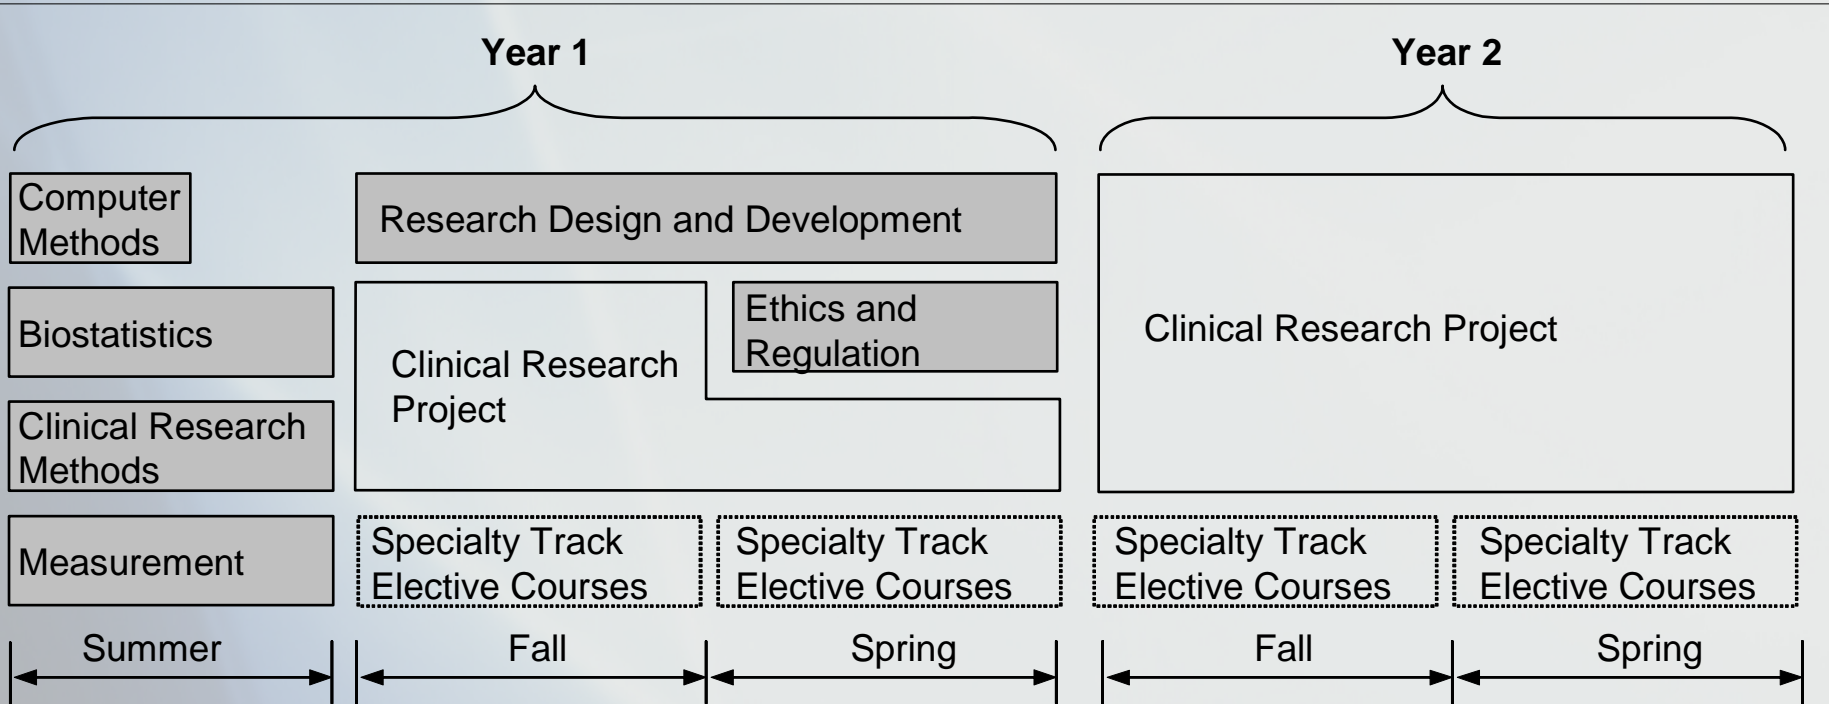 Year 1
Year 2
Computer
Methods
Research Design and Development
Biostatistics
Clinical Research
Project
Ethics and
Regulation
Clinical Research Project
Clinical Research
Methods
Measurement
Specialty Track
Elective Courses
Specialty Track
Elective Courses
Specialty Track
Elective Courses
Specialty Track
Elective Courses
Summer
Fall
Spring
Fall
Spring